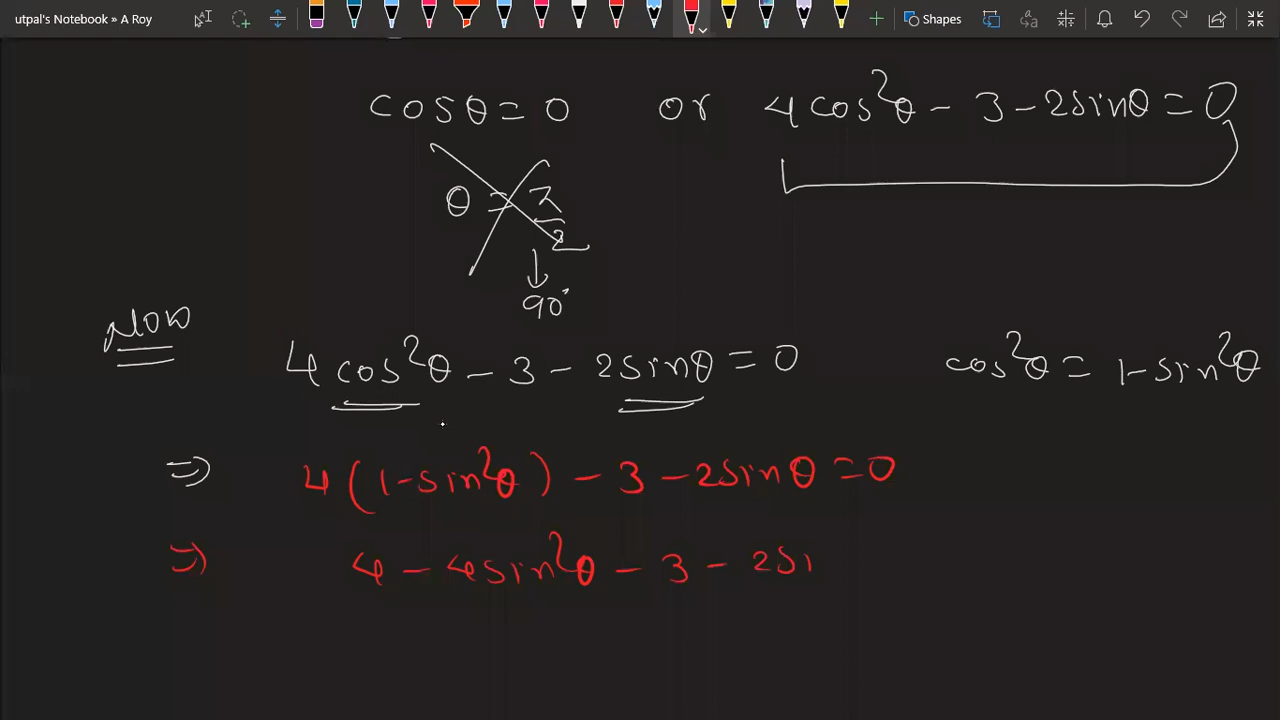 utpal's Notebook » A Roy
Shapes
cosθ = 0 or 4cos²θ - 3 - 2sinθ = 0
θ = π/2
90°
Now
4cos²θ - 3 - 2sinθ = 0 cos²θ = 1 - sin²θ
⇒ 4(1 - sin²θ) - 3 - 2sinθ = 0
⇒ 4 - 4sin²θ - 3 - 2si